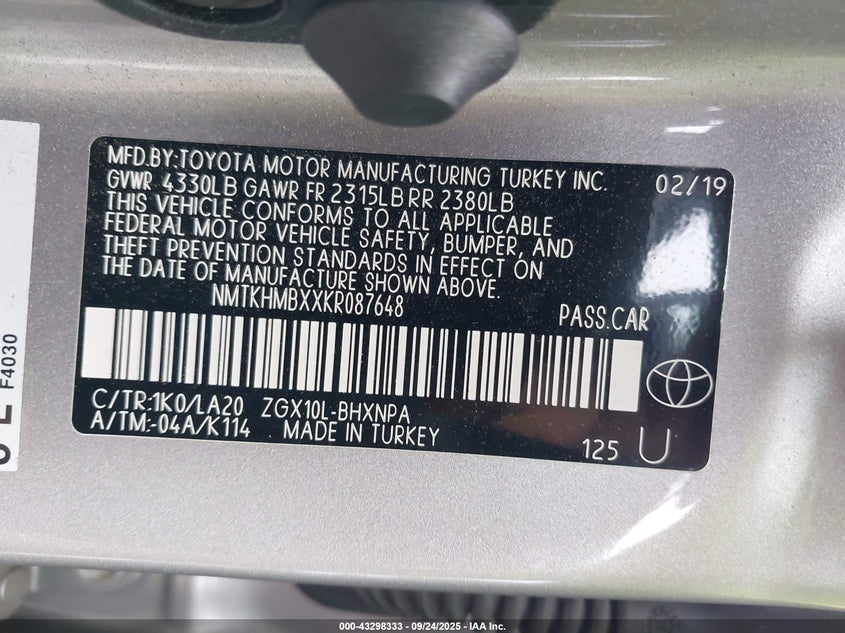 MFD.BY:TOYOTA MOTOR MANUFACTURING TURKEY INC. 02/19
GVWR 4330LB GAWR FR 2315LB RR 2380LB
THIS VEHICLE CONFORMS TO ALL APPLICABLE
FEDERAL MOTOR VEHICLE SAFETY, BUMPER, AND
THEFT PREVENTION STANDARDS IN EFFECT ON
THE DATE OF MANUFACTURE SHOWN ABOVE.
NMTKHMBXXKR087648 PASS.CAR
C/TR:1K0/LA20 ZGX10L-BHXNPA
A/TM:-04A/K114 MADE IN TURKEY 125 U
F4030
000-43298333 - 09/24/2025 - IAA Inc.